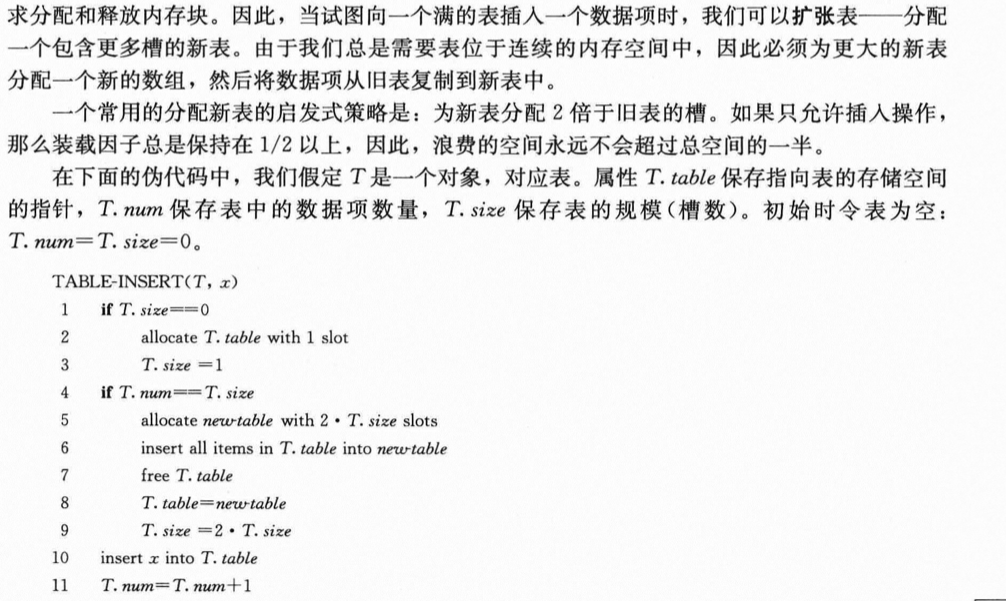 求分配和释放内存块。因此，当试图向一个满的表插入一个数据项时，我们可以扩张表——分配
一个包含更多槽的新表。由于我们总是需要表位于连续的内存空间中，因此必须为更大的新表
分配一个新的数组，然后将数据项从旧表复制到新表中。
一个常用的分配新表的启发式策略是：为新表分配 2 倍于旧表的槽。如果只允许插入操作，
那么装载因子总是保持在 1/2 以上，因此，浪费的空间永远不会超过总空间的一半。
在下面的伪代码中，我们假定 T 是一个对象，对应表。属性 T. table 保存指向表的存储空间
的指针，T. num 保存表中的数据项数量，T. size 保存表的规模(槽数)。初始时令表为空：
T. num=T. size=0。
TABLE-INSERT(T, x)
1 if T. size==0
2 allocate T. table with 1 slot
3 T. size =1
4 if T. num==T. size
5 allocate new-table with 2 · T. size slots
6 insert all items in T. table into new-table
7 free T. table
8 T. table=new-table
9 T. size =2 · T. size
10 insert x into T. table
11 T. num=T. num+1